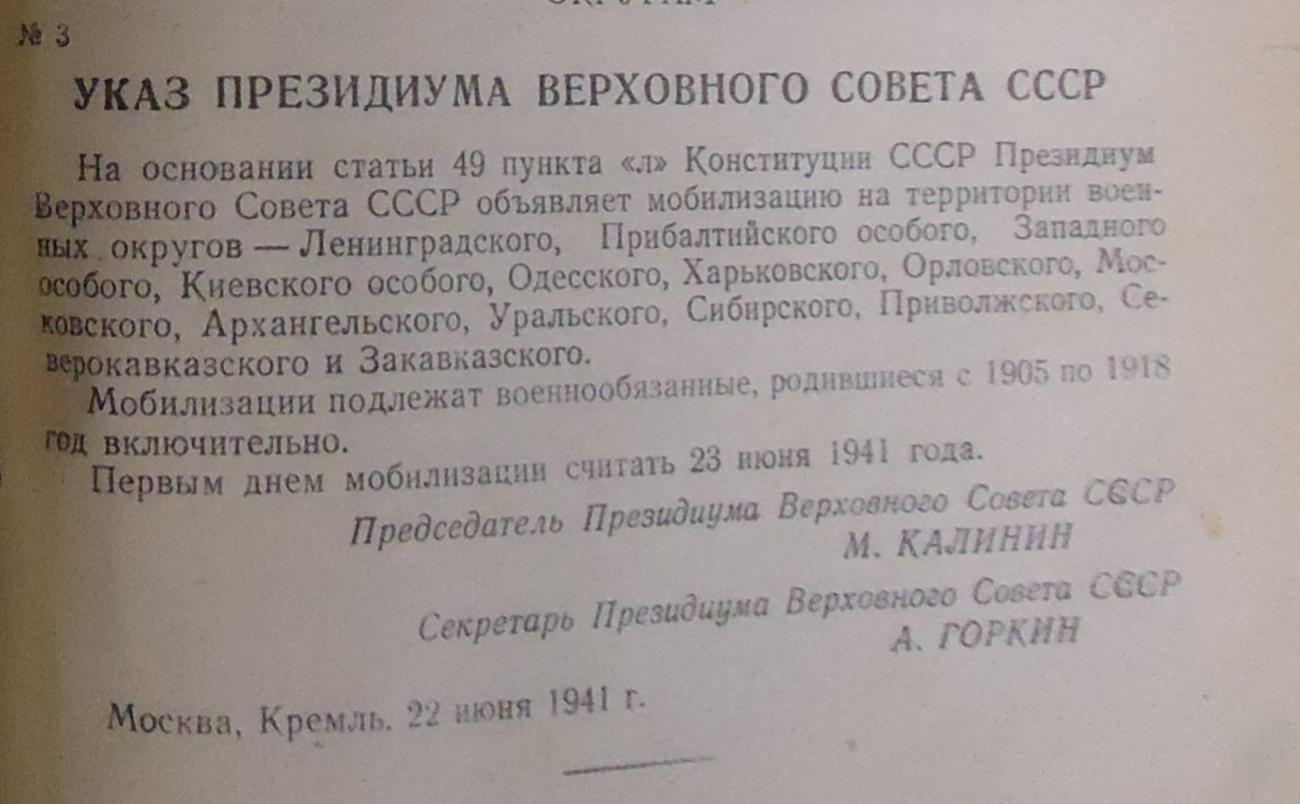 № 3
УКАЗ ПРЕЗИДИУМА ВЕРХОВНОГО СОВЕТА СССР
На основании статьи 49 пункта «л» Конституции СССР Президиум
Верховного Совета СССР объявляет мобилизацию на территории воен-
ных округов — Ленинградского, Прибалтийского особого, Западного
особого, Киевского особого, Одесского, Харьковского, Орловского, Мос-
ковского, Архангельского, Уральского, Сибирского, Приволжского, Се-
верокавказского и Закавказского.
Мобилизации подлежат военнообязанные, родившиеся с 1905 по 1918
год включительно.
Первым днем мобилизации считать 23 июня 1941 года.
Председатель Президиума Верховного Совета СССР
М. КАЛИНИН
Секретарь Президиума Верховного Совета СССР
А. ГОРКИН
Москва, Кремль. 22 июня 1941 г.